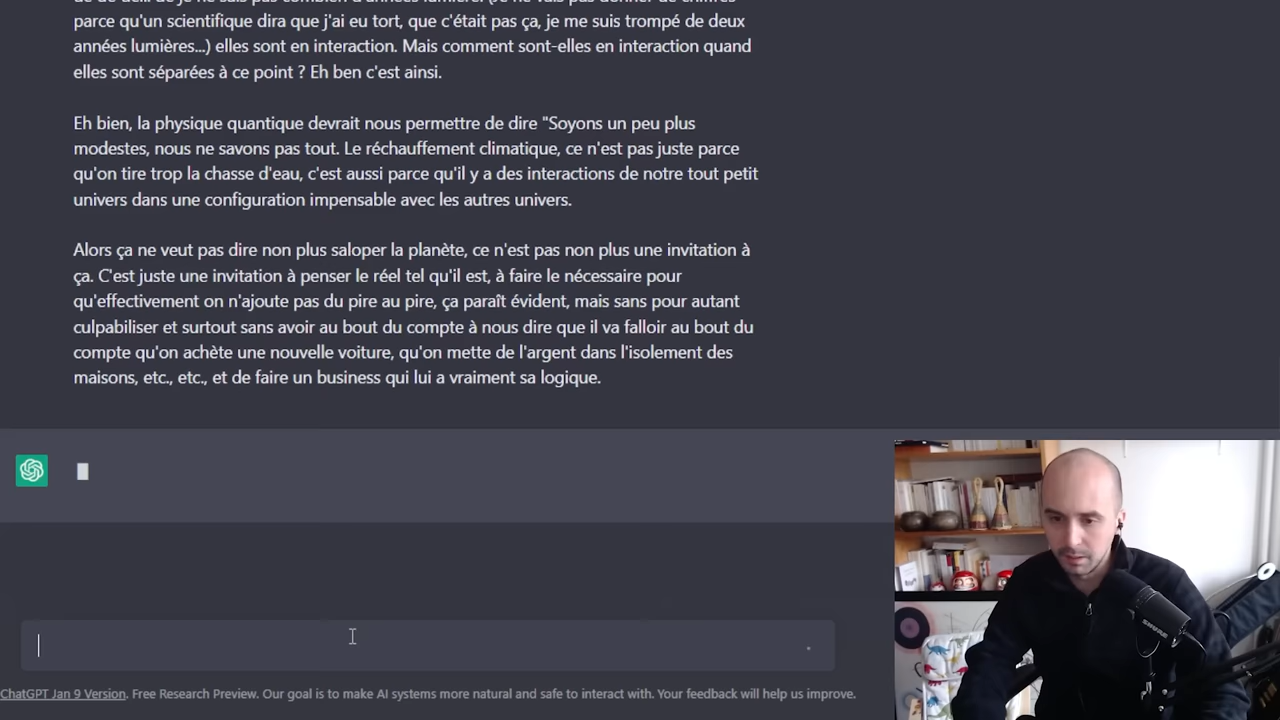 parce qu'un scientifique dira que j'ai eu tort, que c'était pas ça, je me suis trompé de deux
années lumières...) elles sont en interaction. Mais comment sont-elles en interaction quand
elles sont séparées à ce point ? Eh ben c'est ainsi.
Eh bien, la physique quantique devrait nous permettre de dire "Soyons un peu plus
modestes, nous ne savons pas tout. Le réchauffement climatique, ce n'est pas juste parce
qu'on tire trop la chasse d'eau, c'est aussi parce qu'il y a des interactions de notre tout petit
univers dans une configuration impensable avec les autres univers.
Alors ça ne veut pas dire non plus saloper la planète, ce n'est pas non plus une invitation à
ça. C'est juste une invitation à penser le réel tel qu'il est, à faire le nécessaire pour
qu'effectivement on n'ajoute pas du pire au pire, ça paraît évident, mais sans pour autant
culpabiliser et surtout sans avoir au bout du compte à nous dire que il va falloir au bout du
compte qu'on achète une nouvelle voiture, qu'on mette de l'argent dans l'isolement des
maisons, etc., etc., et de faire un business qui lui a vraiment sa logique.
ChatGPT Jan 9 Version. Free Research Preview. Our goal is to make AI systems more natural and safe to interact with. Your feedback will help us improve.
SHURE